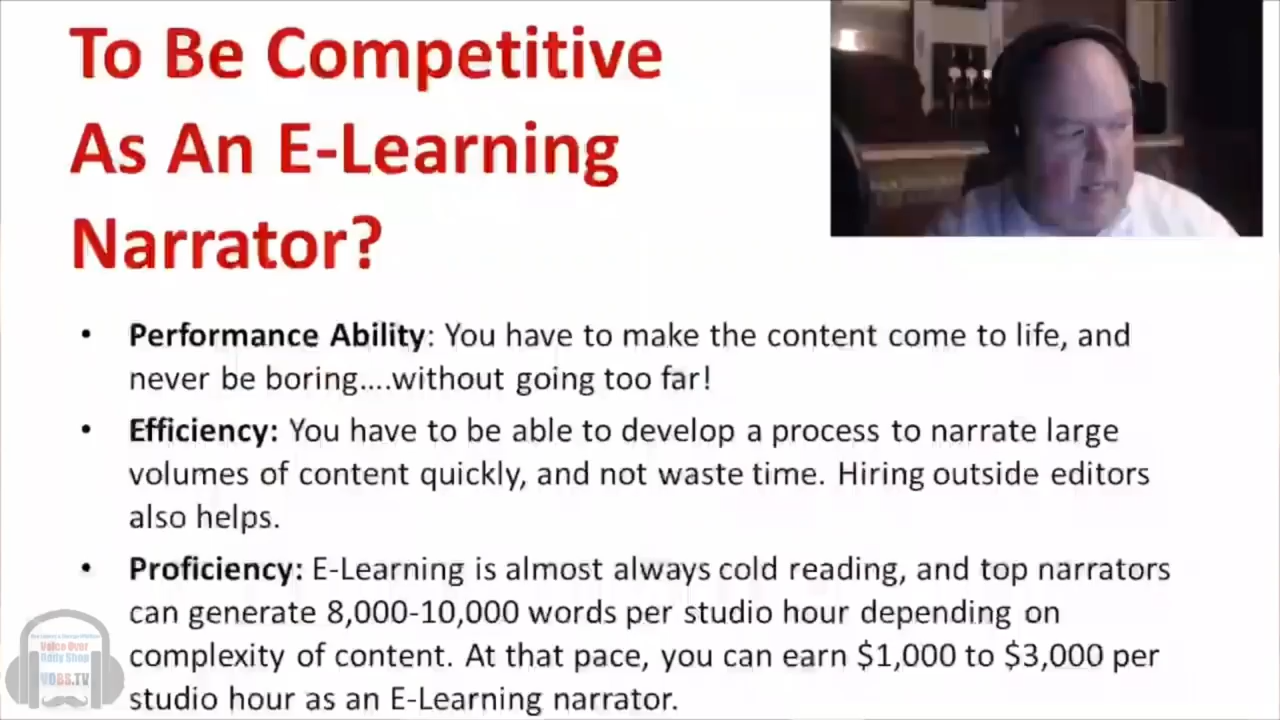 To Be Competitive
As An E-Learning
Narrator?
• Performance Ability: You have to make the content come to life, and
never be boring....without going too far!
• Efficiency: You have to be able to develop a process to narrate large
volumes of content quickly, and not waste time. Hiring outside editors
also helps.
• Proficiency: E-Learning is almost always cold reading, and top narrators
can generate 8,000-10,000 words per studio hour depending on
complexity of content. At that pace, you can earn $1,000 to $3,000 per
studio hour as an E-Learning narrator.
Voice Over
Body Shop
VOBS.TV